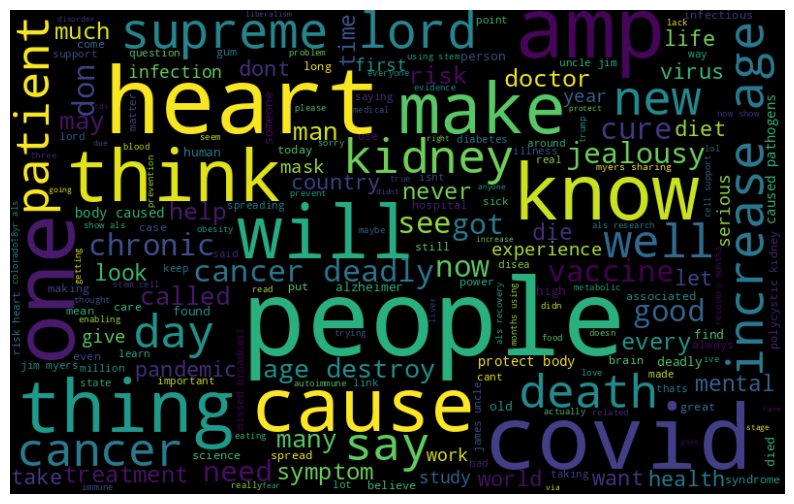 disorder liberalism
much supreme lord amp lack infectious
gum come support question problem everyone using stem evidence point person way
uncle jim life
patient don infection dont time first risk doctor virus age
long saying please medical someone matter
heart make new now show
may man year protect trump lol
lord seem human today mask use diabetes around illness right cure diet
three due blood going prevention
think kidney jealousy serious caused pathogens
country never isnt real true sorry
spreading hospital prevent didnt sick anyone myers sharing
one know increase
body caused help will see got die als research cell support
show als case said obesity maybe still experience increase well
chronic look cancer deadly now disea vaccine let
colorado18yr als risk heart keep making thought mean care read put alzheimer power high didn metabolic associated
called people good
polycystic kidney recovery months
day give found enabling learn even million trying liver months using als recovery food doesn every always find
jim myers pandemic age destroy protect body brain deadly ive
state important missed broadcast autoimmune link cant love thats made
thing cause death mental
many say james uncle old great actually related died rare
cancer science eating spread work bad covid stage
take treatment need symptom study world taking want health syndrome
immune really fear lot believe via goes